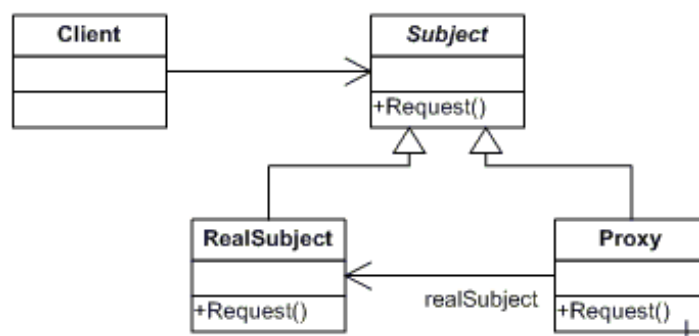 Client
Subject
+Request()
RealSubject
Proxy
realSubject
+Request()
+Request()